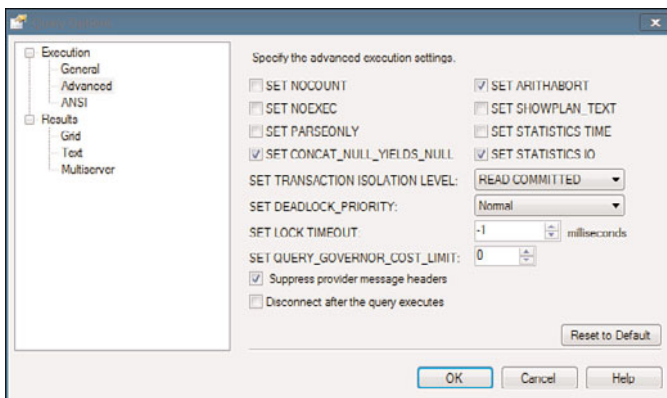 Execution
General
Advanced
ANSI
Results
Grid
Text
Multiserver
Specify the advanced execution settings.
SET NOCOUNT
SET ARITHABORT
SET NOEXEC
SET SHOWPLAN_TEXT
SET PARSEONLY
SET STATISTICS TIME
SET CONCAT_NULL_YIELDS_NULL
SET STATISTICS IO
SET TRANSACTION ISOLATION LEVEL:
READ COMMITTED
SET DEADLOCK_PRIORITY:
Normal
SET LOCK TIMEOUT:
-1
milliseconds
SET QUERY_GOVERNOR_COST_LIMIT:
0
Suppress provider message headers
Disconnect after the query executes
Reset to Default
OK
Cancel
Help